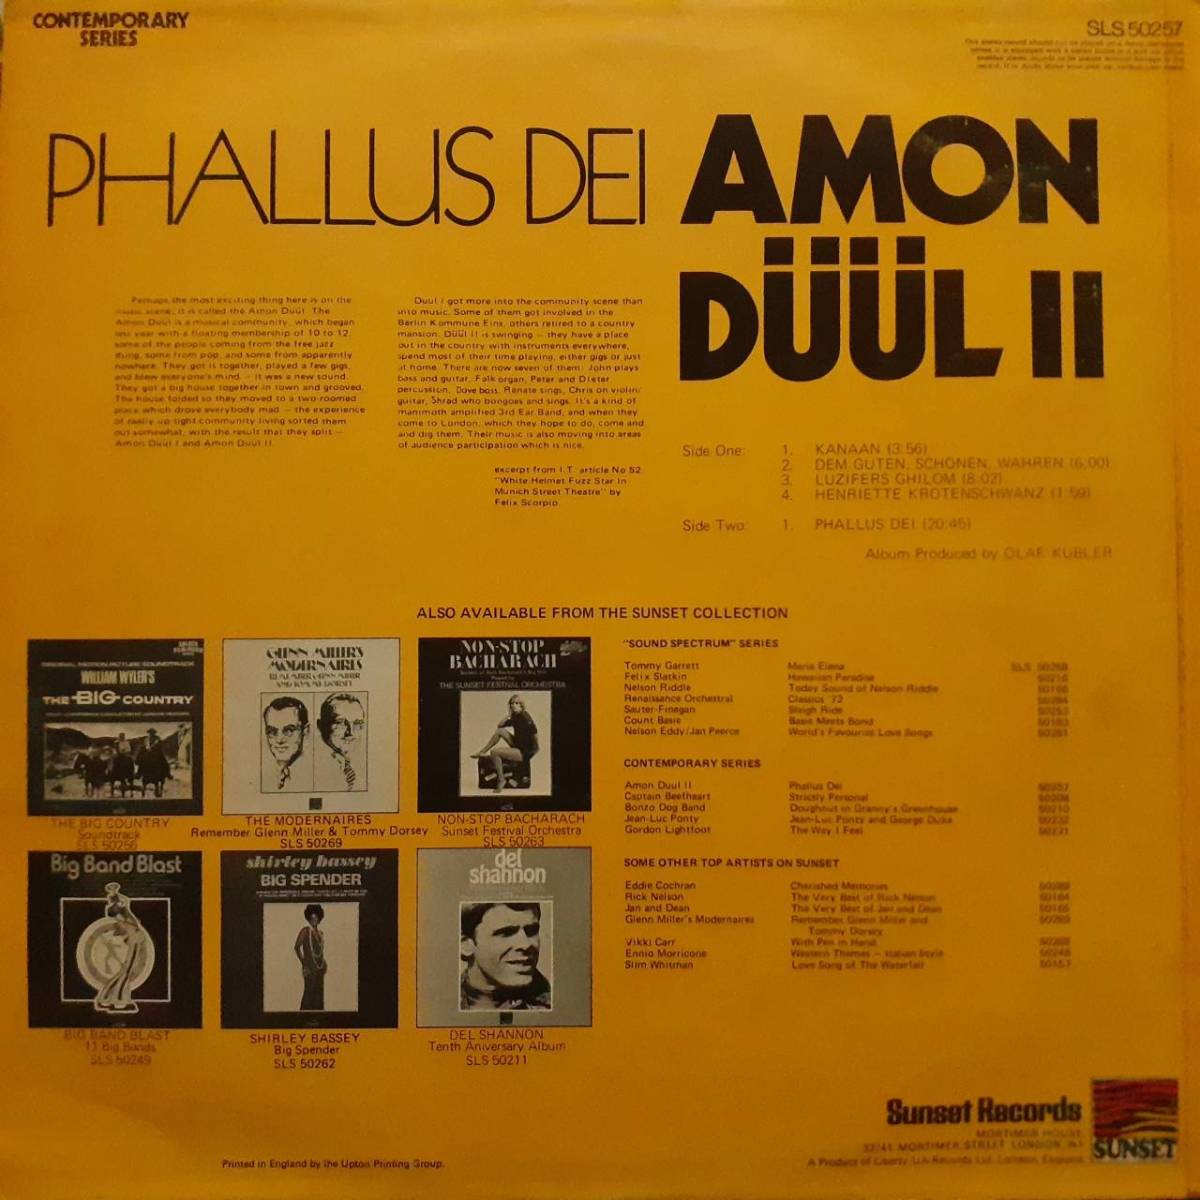 CONTEMPORARY
SERIES
SLS 50257
PHALLUS DEI
AMON
DÜÜL II
Perhaps the most exciting thing here is on the
music scene, it is called the Amon Düül. The
Amon Duul is a musical community, which began
last year with a floating membership of 10 to 12,
some of the people coming from the free jazz
thing, some from pop, and some from apparently
nowhere. They got it together, played a few gigs,
and blew everyone's mind. – it was a new sound.
They got a big house together in town and grooved.
The house folded so they moved to a two roomed
place which drove everybody mad – the experience
of really up tight community living sorted them
out somewhat, with the result that they split –
Amon Duul I and Amon Duul II.
Duul I got more into the community scene than
into music. Some of them got involved in the
Berlin Kommune Eins, others retired to a country
mansion. Düül II is swinging – they have a place
out in the country with instruments everywhere,
spend most of their time playing, either gigs or just
at home. There are now seven of them: John plays
bass and guitar, Falk organ, Peter and Dieter
percussion, Dave bass, Renate sings, Chris on violin/
guitar, Shrad who bongoes and sings. It's a kind of
mammoth amplified 3rd Ear Band, and when they
come to London, which they hope to do, come and
and dig them. Their music is also moving into areas
of audience participation which is nice.
excerpt from I.T. article No 52
"White Helmet Fuzz Star In
Munich Street Theatre" by
Felix Scorpio.
Side One: 1. KANAAN (3:56)
2. DEM GUTEN, SCHONEN, WAHREN (6:00)
3. LUZIFERS GHILOM (8:02)
4. HENRIETTE KROTENSCHWANZ (1:59)
Side Two: 1. PHALLUS DEI (20:45)
Album Produced by OLAF KUBLER
ALSO AVAILABLE FROM THE SUNSET COLLECTION
ORIGINAL MOTION PICTURE SOUNDTRACK
WILLIAM WYLER'S
THE BIG COUNTRY
THE BIG COUNTRY
Soundtrack
SLS 50256
GLENN MILLER'S
MODERNAIRES
REMEMBER GLENN MILLER
AND TOMMY DORSEY
THE MODERNAIRES
Remember Glenn Miller & Tommy Dorsey
SLS 50269
NON-STOP
BACHARACH
THE SUNSET FESTIVAL ORCHESTRA
NON-STOP BACHARACH
Sunset Festival Orchestra
SLS 50263
Big Band Blast
BIG BAND BLAST
11 Big Bands
SLS 50249
shirley bassey
BIG SPENDER
SHIRLEY BASSEY
Big Spender
SLS 50262
del
shannon
DEL SHANNON
Tenth Aniversary Album
SLS 50211
"SOUND SPECTRUM" SERIES
Tommy Garrett Maria Elena SLS
Felix Slatkin Hawaiian Paradise
Nelson Riddle Today Sound of Nelson Riddle
Renaissance Orchestral Classics '72
Sauter-Finegan Sleigh Ride
Count Basie Basie Meets Bond
Nelson Eddy/Jan Peerce World's Favourite Love Songs
CONTEMPORARY SERIES
Amon Duul II Phallus Dei 50257
Captain Beefheart Strictly Personal
Bonzo Dog Band Doughnut in Granny's Greenhouse 50210
Jean-Luc Ponty Jean-Luc Ponty and George Duke
Gordon Lightfoot The Way I Feel
SOME OTHER TOP ARTISTS ON SUNSET
Eddie Cochran Cherished Memories
Rick Nelson The Very Best of Rick Nelson
Jan and Dean The Very Best of Jan and Dean
Glenn Miller's Modernaires Remember Glenn Miller and 50269
Tommy Dorsey
Vikki Carr With Pen in Hand
Ennio Morricone Western Themes – Italian Style
Slim Whitman Love Song of The Waterfall
Sunset Records
MORTIMER HOUSE
37/41 MORTIMER STREET LONDON W1
A Product of Liberty/UA Records Ltd. London, England.
SUNSET
Printed in England by the Upton Printing Group.